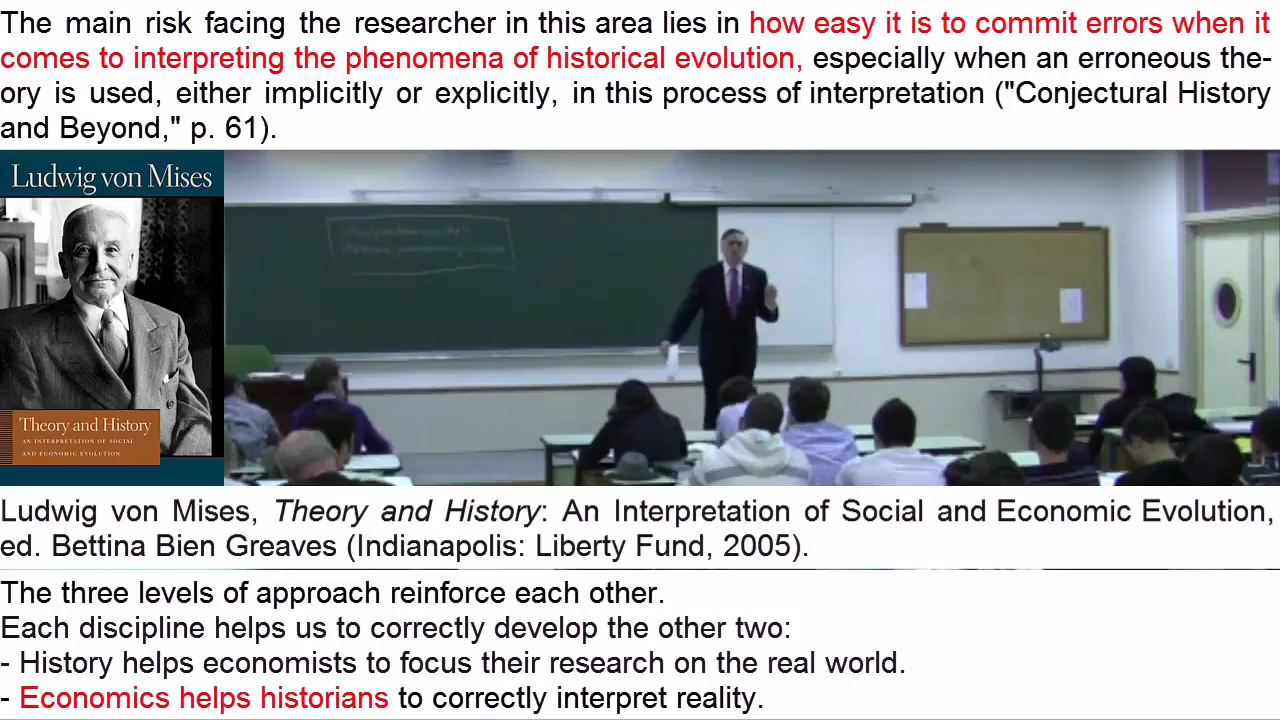 The main risk facing the researcher in this area lies in how easy it is to commit errors when it
comes to interpreting the phenomena of historical evolution, especially when an erroneous the-
ory is used, either implicitly or explicitly, in this process of interpretation ("Conjectural History
and Beyond," p. 61).
Ludwig von Mises
Theory and History
AN INTERPRETATION OF SOCIAL
AND ECONOMIC EVOLUTION
Ludwig von Mises, Theory and History: An Interpretation of Social and Economic Evolution,
ed. Bettina Bien Greaves (Indianapolis: Liberty Fund, 2005).
The three levels of approach reinforce each other.
Each discipline helps us to correctly develop the other two:
- History helps economists to focus their research on the real world.
- Economics helps historians to correctly interpret reality.